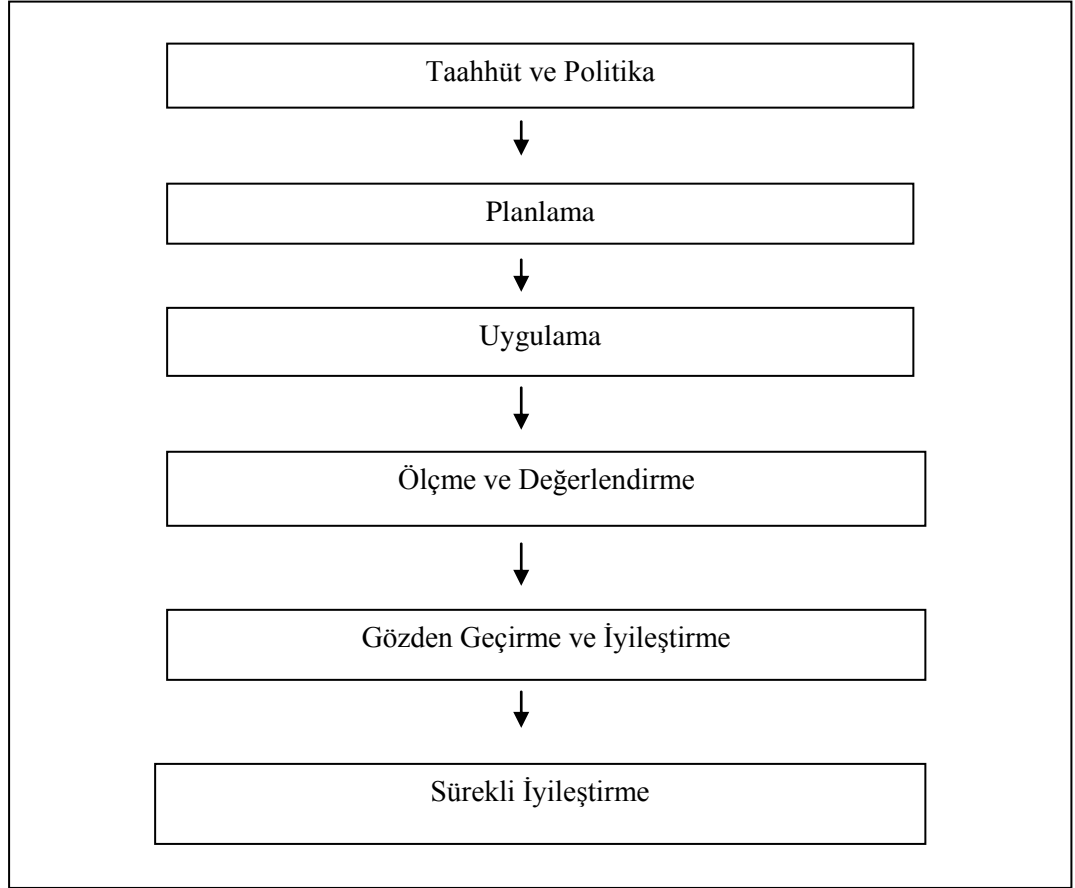 Taahhüt ve Politika
Planlama
Uygulama
Ölçme ve Değerlendirme
Gözden Geçirme ve İyileştirme
Sürekli İyileştirme